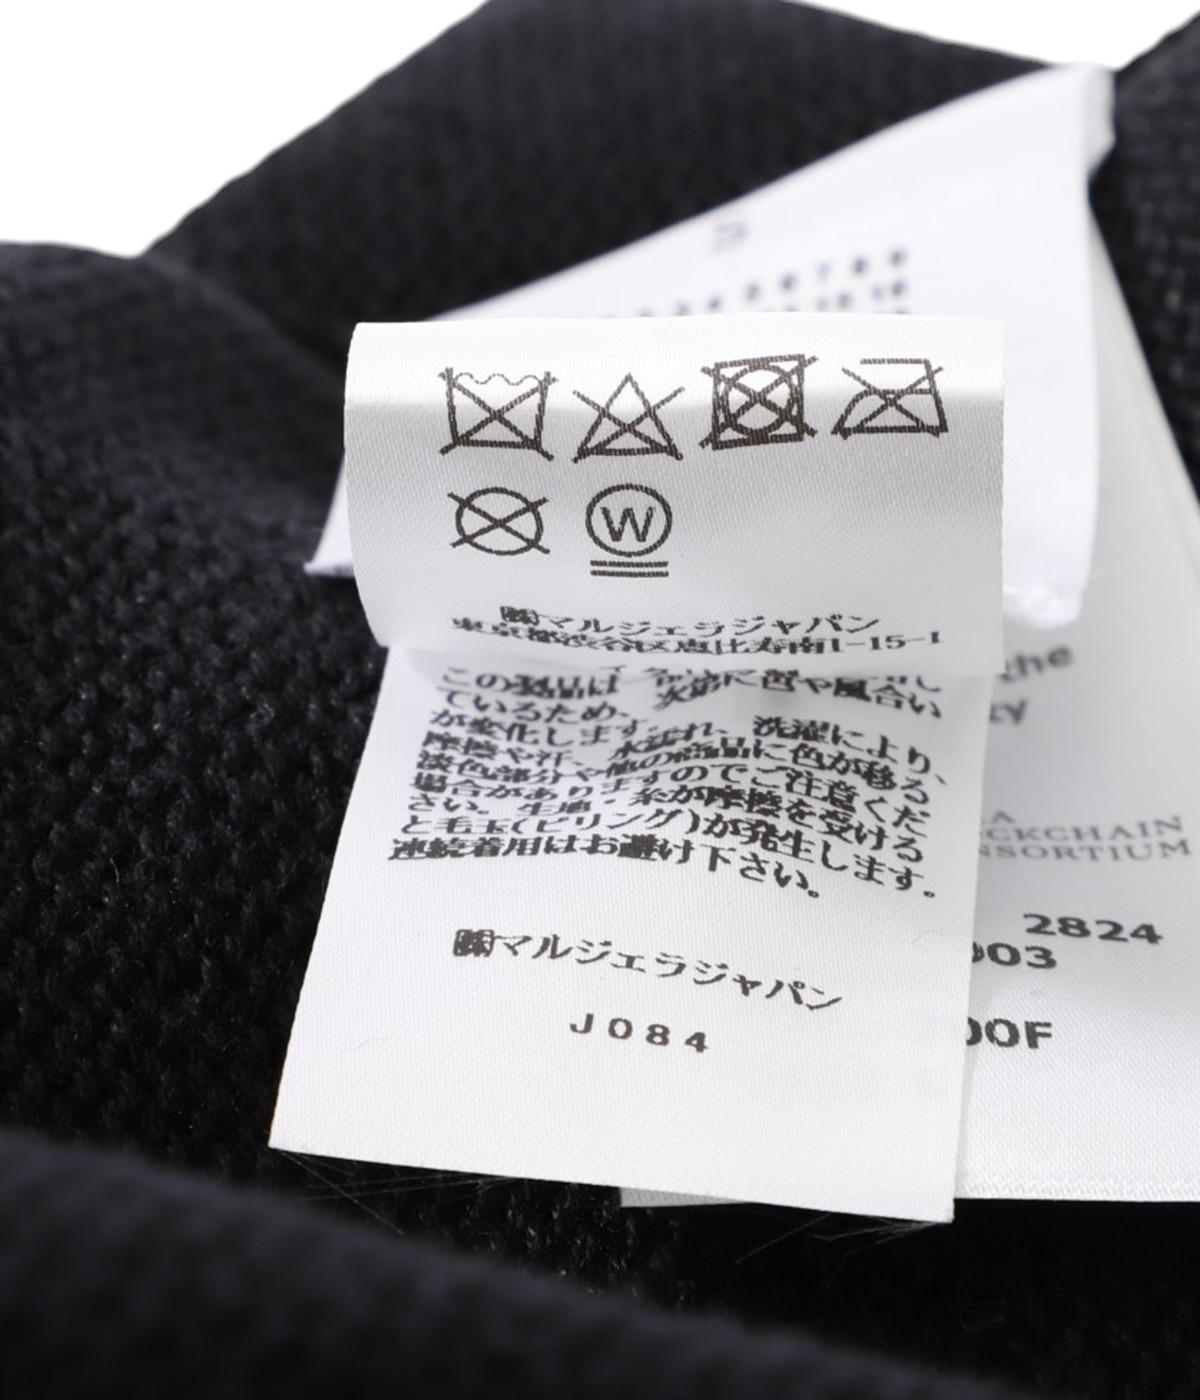 W
㈱マルジェラジャパン
東京都渋谷区恵比寿南1-15-1
この製品は
次第に色や風合い
ているため、
が変化します。
洗濯により、
摩擦や汗、水濡れ、
淡色部分や他の商品に色が移る
場合がありますのでご注意くだ
さい。生地・糸が摩擦を受ける
と毛玉(ピリング)が発生します。
連続着用はお避け下さい。
㈱マルジェラジャパン
J084
the
CKCHAIN
NSORTIUM
2824
003
00F